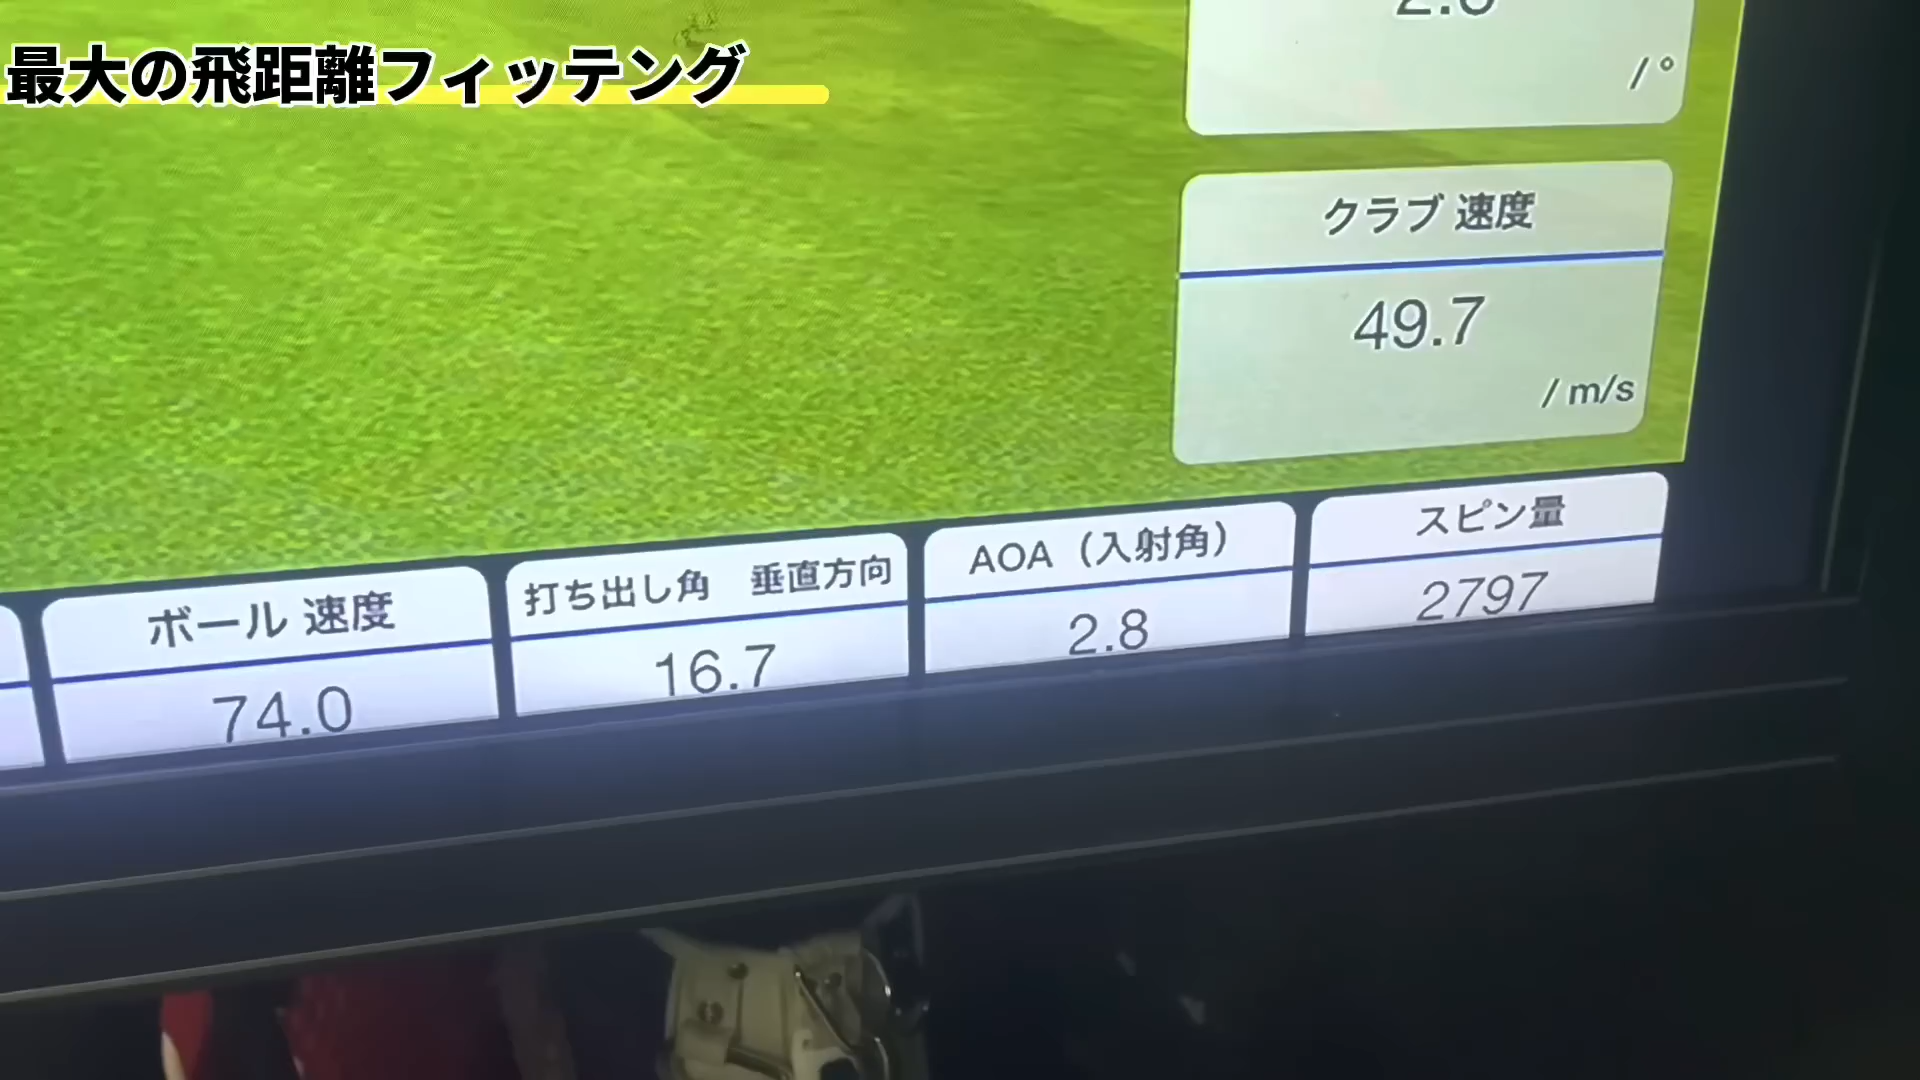 最大の飛距離フィッテング
/ °
クラブ 速度
49.7
/ m/s
ボール 速度
打ち出し角 垂直方向
AOA（入射角）
スピン量
74.0
16.7
2.8
2797